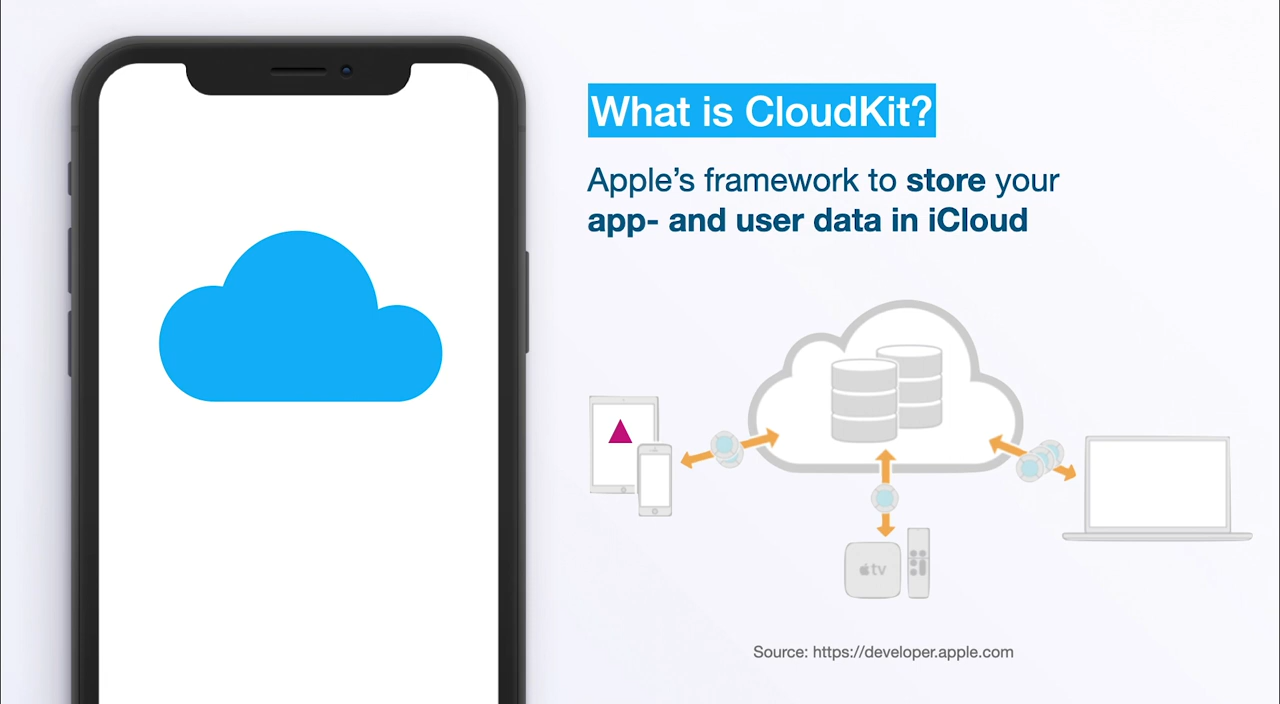 What is CloudKit?
Apple's framework to store your
app- and user data in iCloud
tv
Source: https://developer.apple.com